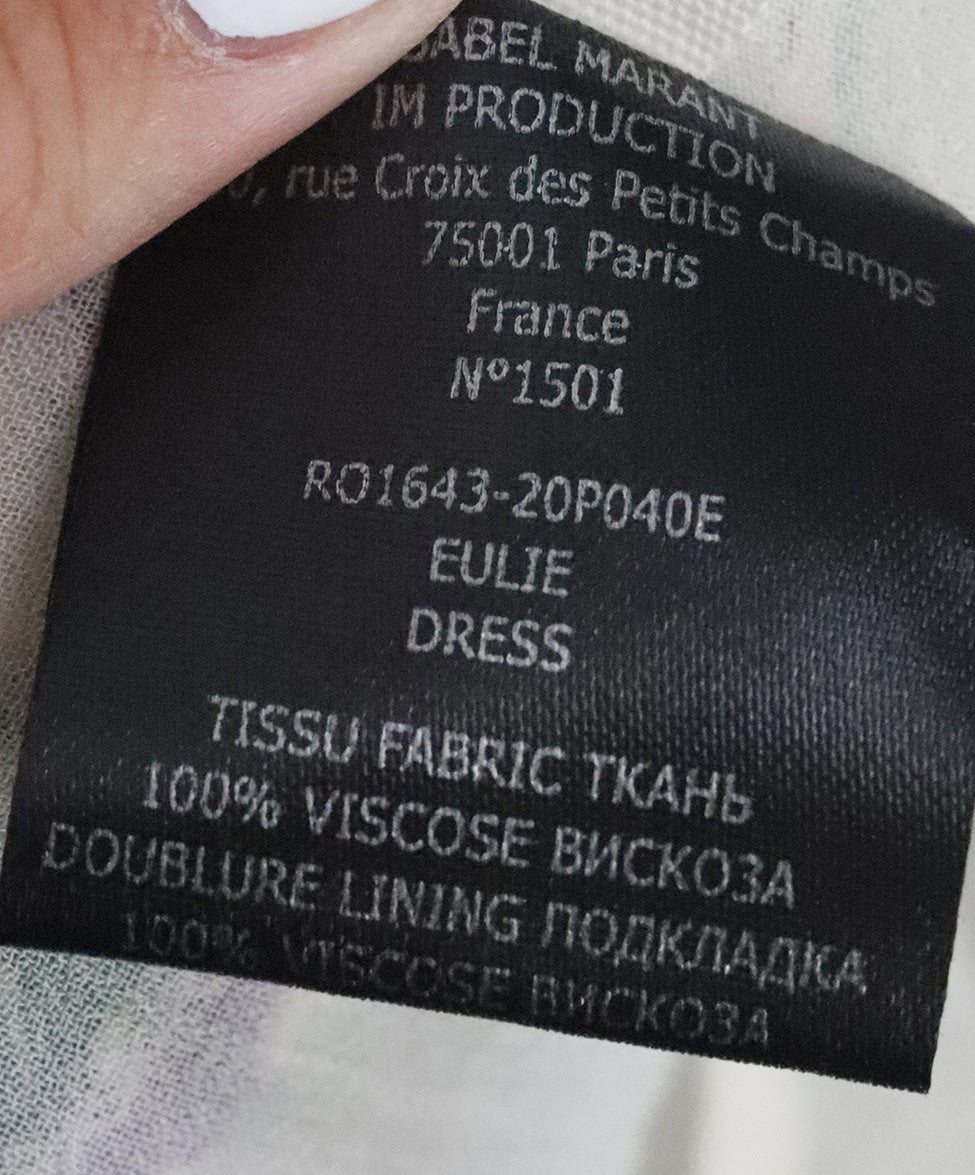 ISABEL MARANT
IM PRODUCTION
rue Croix des Petits Champs
75001 Paris
France
N°1501
RO1643-20P040E
EULIE
DRESS
TISSU FABRIC ТКАНЬ
100% VISCOSE ВИСКОЗА
DOUBLURE LINING ПОДКЛАДКА
100% VISCOSE ВИСКОЗА